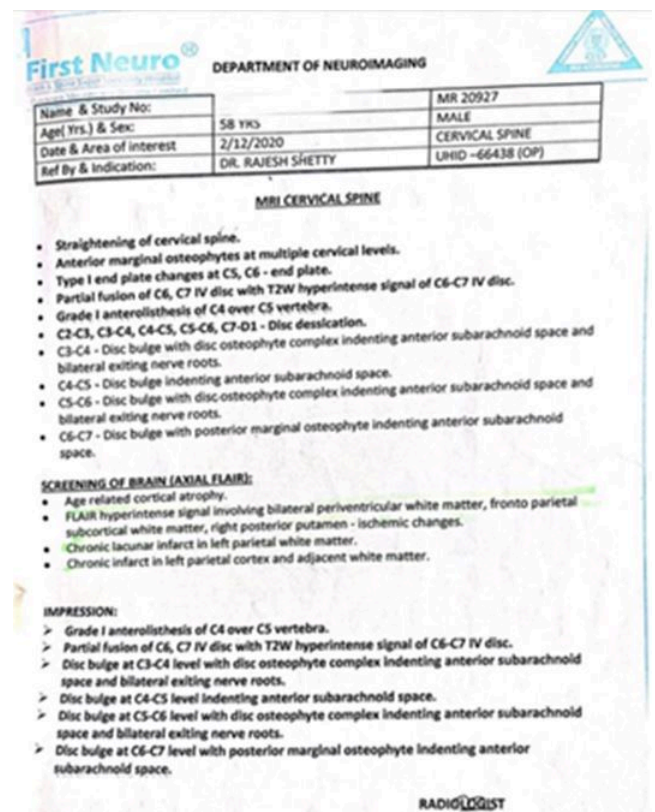 First Neuro®
DEPARTMENT OF NEUROIMAGING
Name & Study No:
MR 20927
Age( Yrs.) & Sex:
58 YRS
MALE
Date & Area of interest
2/12/2020
CERVICAL SPINE
Ref By & Indication:
DR. RAJESH SHETTY
UHID –66438 (OP)
MRI CERVICAL SPINE
• Straightening of cervical spine.
• Anterior marginal osteophytes at multiple cervical levels.
• Type I end plate changes at C5, C6 - end plate.
• Partial fusion of C6, C7 IV disc with T2W hyperintense signal of C6-C7 IV disc.
• Grade I anterolisthesis of C4 over C5 vertebra.
• C2-C3, C3-C4, C4-C5, C5-C6, C7-D1 - Disc dessication.
• C3-C4 - Disc bulge with disc osteophyte complex indenting anterior subarachnoid space and
bilateral exiting nerve roots.
• C4-C5 - Disc bulge indenting anterior subarachnoid space.
• C5-C6 - Disc bulge with disc osteophyte complex indenting anterior subarachnoid space and
bilateral exiting nerve roots.
• C6-C7 - Disc bulge with posterior marginal osteophyte indenting anterior subarachnoid
space.
SCREENING OF BRAIN (AXIAL FLAIR):
• Age related cortical atrophy.
• FLAIR hyperintense signal involving bilateral periventricular white matter, fronto parietal
subcortical white matter, right posterior putamen - ischemic changes.
• Chronic lacunar infarct in left parietal white matter.
• Chronic infarct in left parietal cortex and adjacent white matter.
IMPRESSION:
➢ Grade I anterolisthesis of C4 over C5 vertebra.
➢ Partial fusion of C6, C7 IV disc with T2W hyperintense signal of C6-C7 IV disc.
➢ Disc bulge at C3-C4 level with disc osteophyte complex indenting anterior subarachnoid
space and bilateral exiting nerve roots.
➢ Disc bulge at C4-C5 level indenting anterior subarachnoid space.
➢ Disc bulge at C5-C6 level with disc osteophyte complex indenting anterior subarachnoid
space and bilateral exiting nerve roots.
➢ Disc bulge at C6-C7 level with posterior marginal osteophyte indenting anterior
subarachnoid space.
RADIOLOGIST